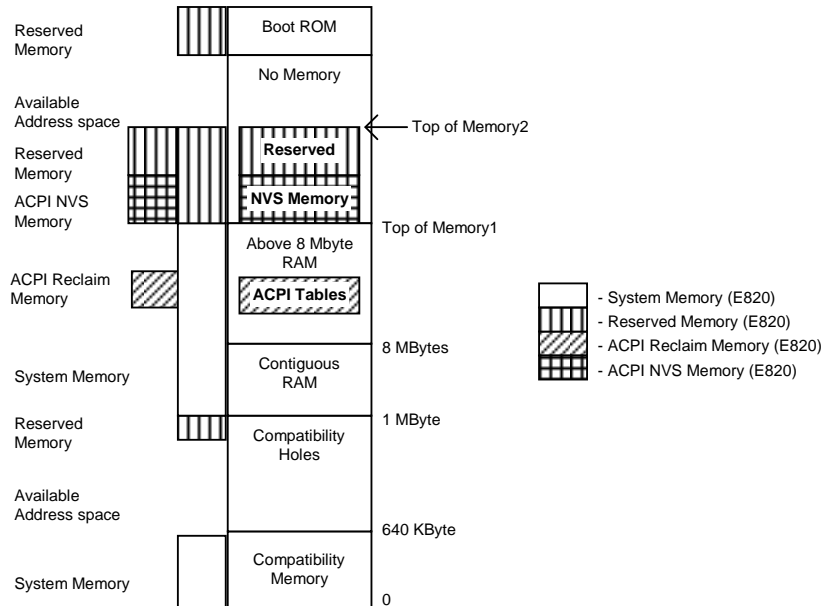 Reserved
Memory
Available
Address space
Reserved
Memory
ACPI NVS
Memory
ACPI Reclaim
Memory
System Memory
Reserved
Memory
Available
Address space
System Memory
Boot ROM
No Memory
Reserved
NVS Memory
Above 8 Mbyte
RAM
ACPI Tables
Contiguous
RAM
Compatibility
Holes
Compatibility
Memory
Top of Memory2
Top of Memory1
8 MBytes
1 MByte
640 KByte
0
- System Memory (E820)
- Reserved Memory (E820)
- ACPI Reclaim Memory (E820)
- ACPI NVS Memory (E820)